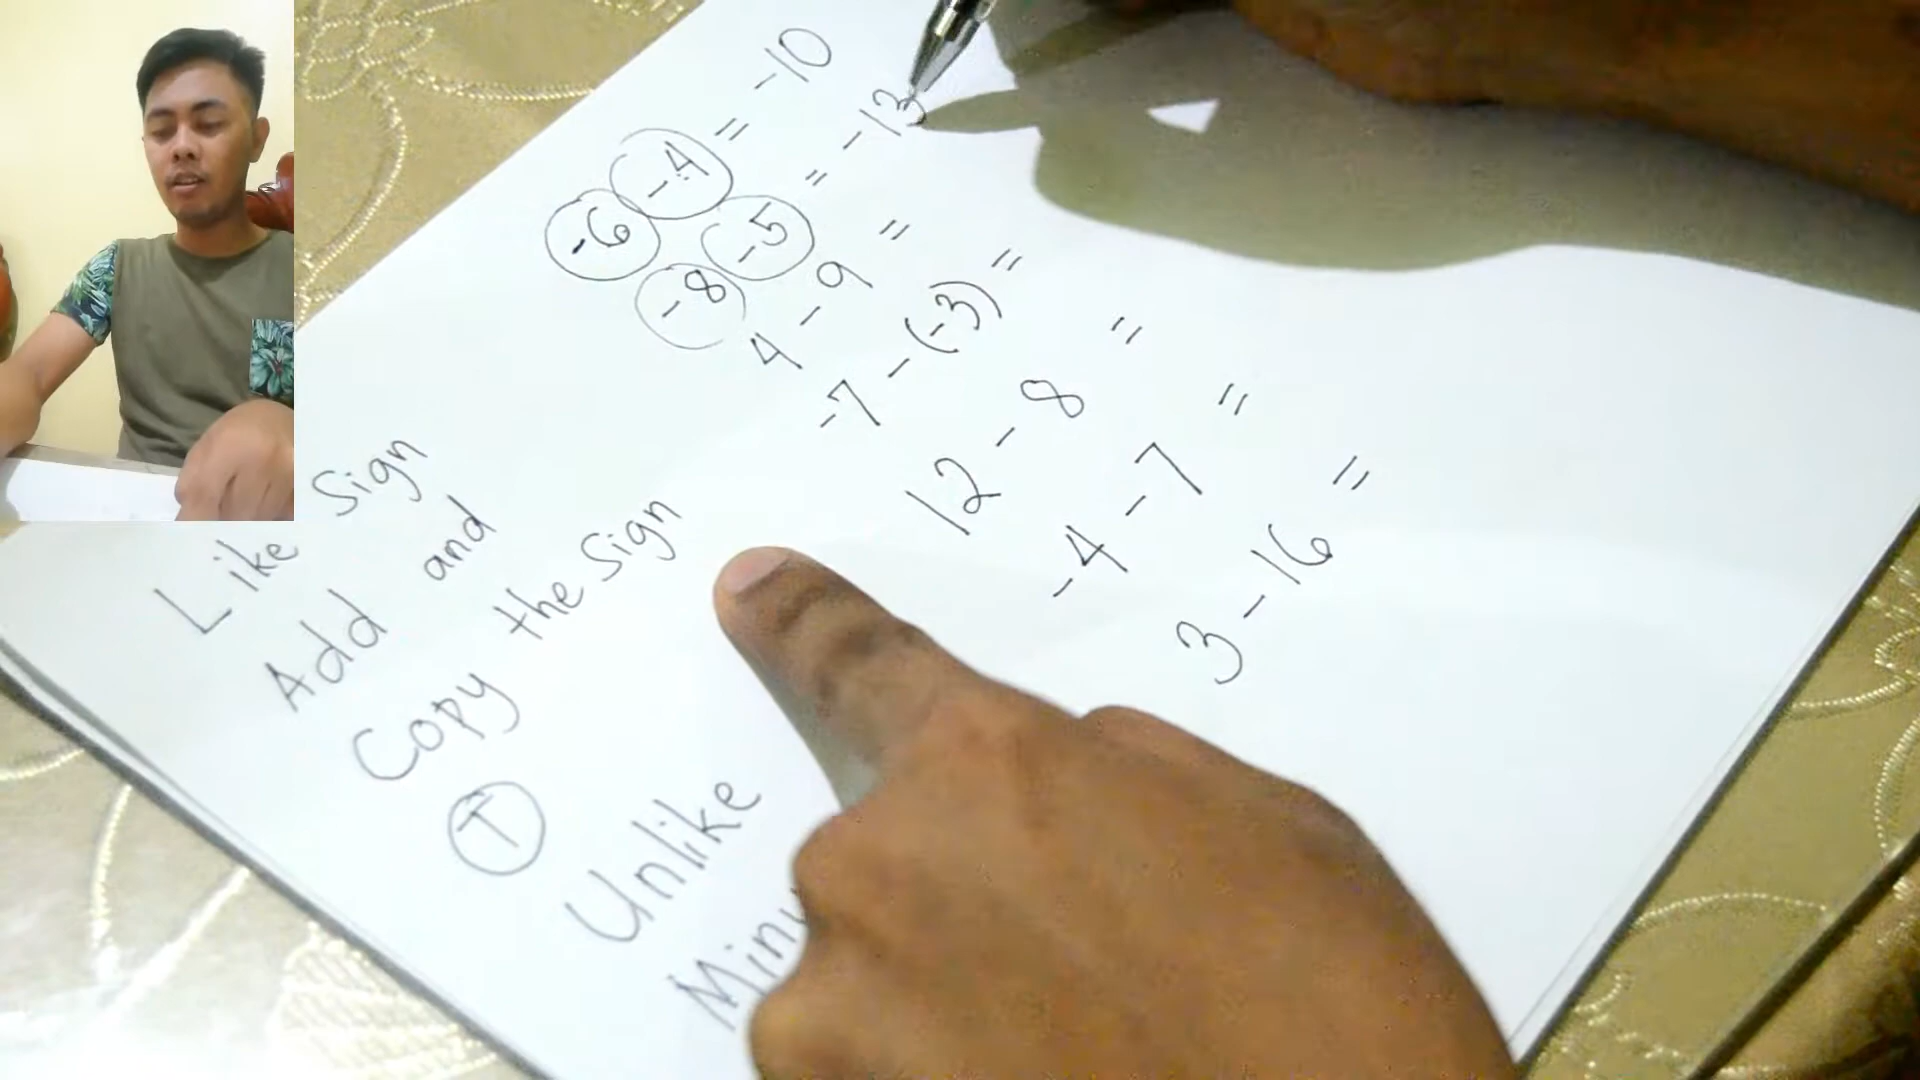 -6 -4 = -10
-8 -5 = -13
4 - 9 =
-7 - (-3) =
12 - 8 =
-4 - 7 =
3 - 16 =
Like Sign
Add and
Copy the Sign
Unlike